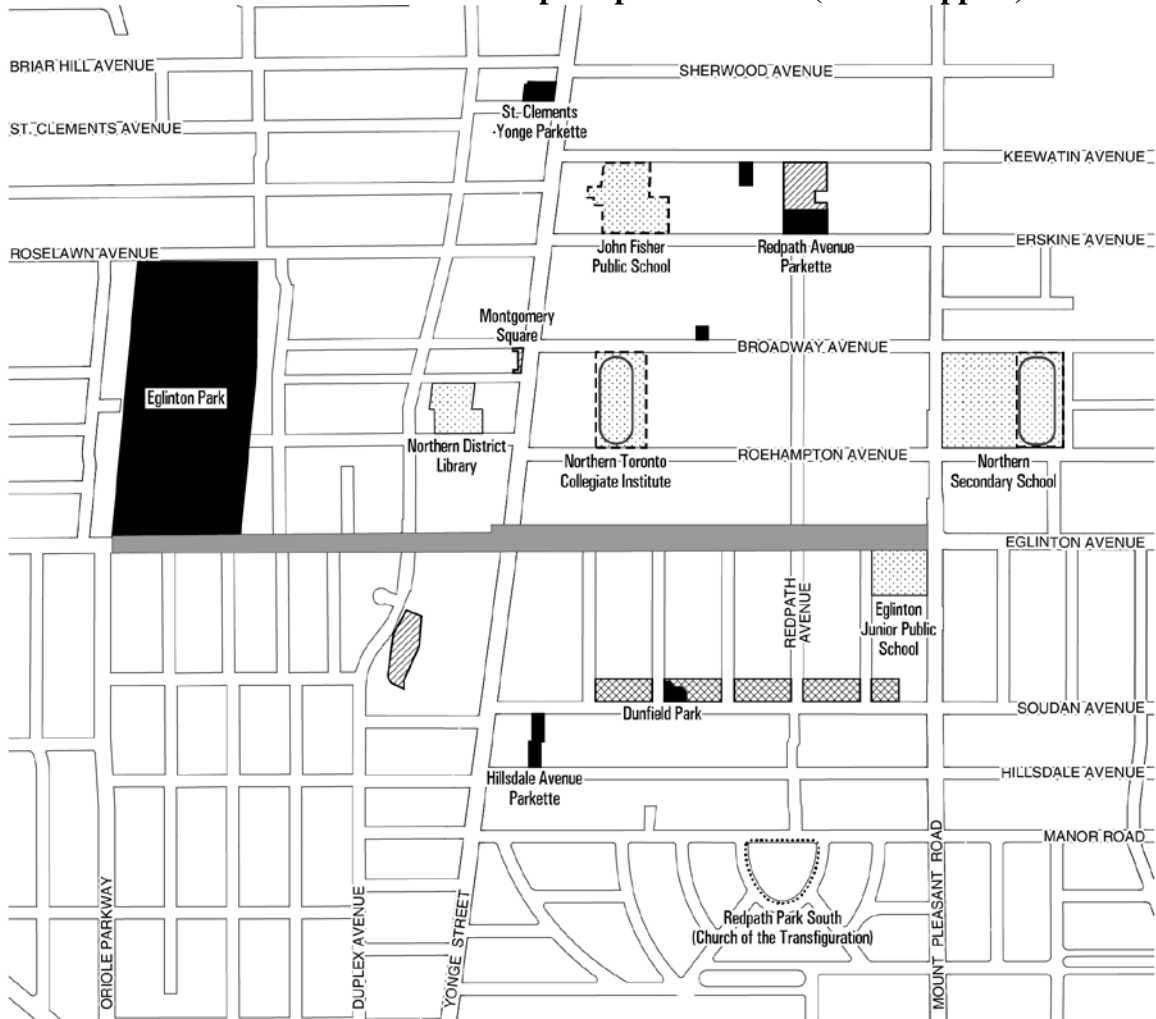 BRIAR HILL AVENUE
SHERWOOD AVENUE
St. Clements
-Yonge Parkette
ST. CLEMENTS AVENUE
KEEWATIN AVENUE
ROSELAWN AVENUE
John Fisher
Public School
Redpath Avenue
Parkette
ERSKINE AVENUE
Montgomery
Square
BROADWAY AVENUE
Eglinton Park
Northern District
Library
Northern Toronto
Collegiate Institute
ROEHAMPTON AVENUE
Northern
Secondary School
EGLINTON AVENUE
REDPATH
AVENUE
Eglinton
Junior Public
School
Dunfield Park
SOUDAN AVENUE
Hillsdale Avenue
Parkette
HILLSDALE AVENUE
MANOR ROAD
ORIOLE PARKWAY
DUPLEX AVENUE
YONGE STREET
Redpath Park South
(Church of the Transfiguration)
MOUNT PLEASANT ROAD